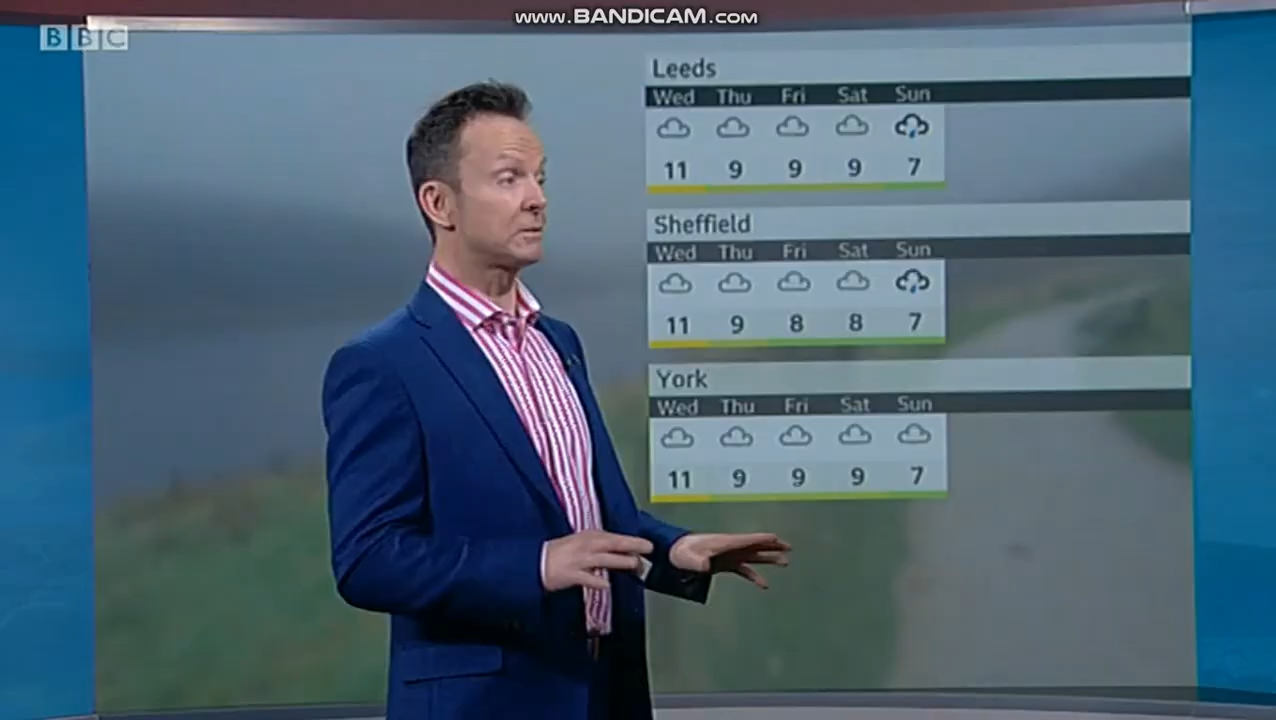 www.BANDICAM.com
BBC
Leeds
Wed Thu Fri Sat Sun
11 9 9 9 7
Sheffield
Wed Thu Fri Sat Sun
11 9 8 8 7
York
Wed Thu Fri Sat Sun
11 9 9 9 7